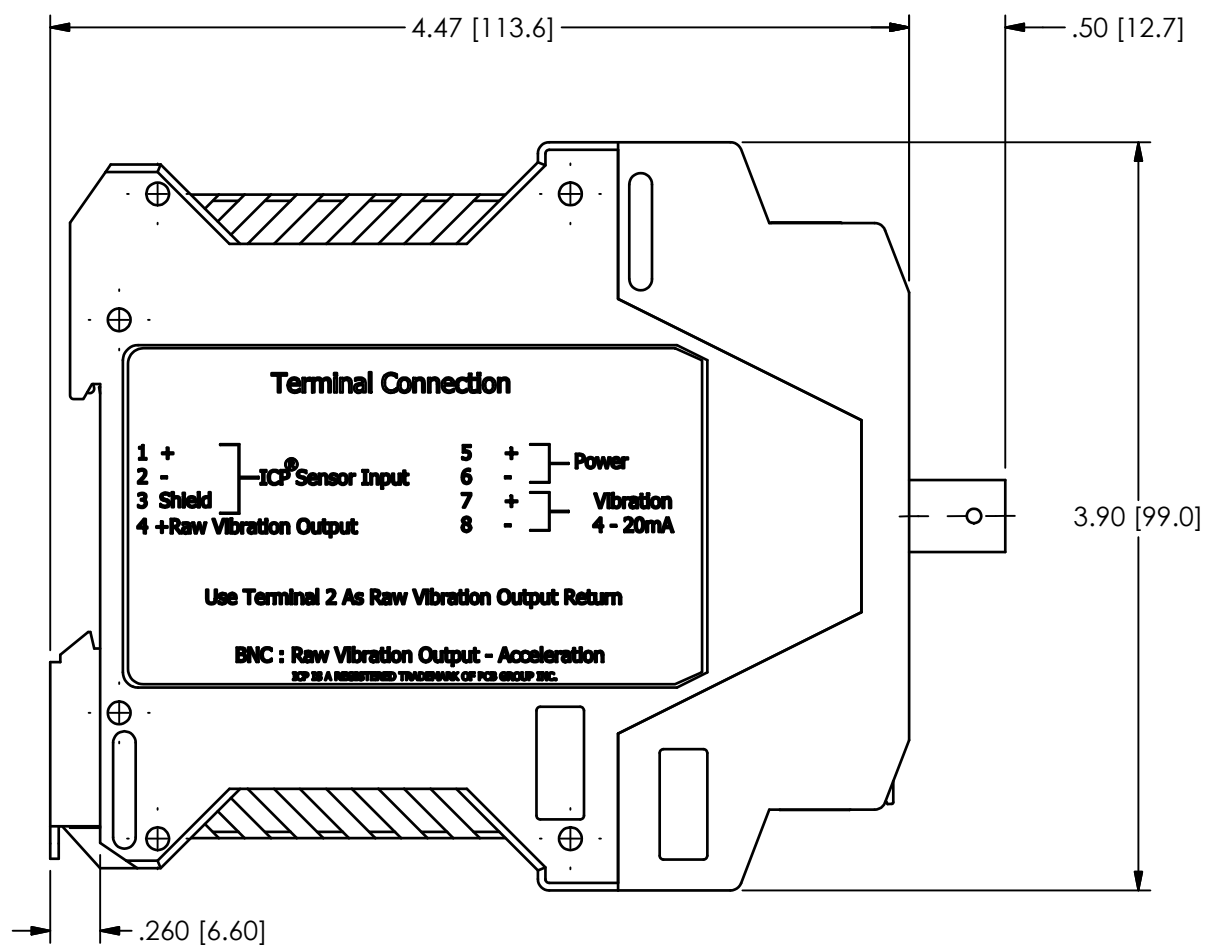 4.47 [113.6]
.50 [12.7]
Terminal Connection
1 +
2 -
3 Shield
ICP® Sensor Input
4 +Raw Vibration Output
5 +
6 -
Power
7 +
8 -
Vibration
4 - 20mA
3.90 [99.0]
Use Terminal 2 As Raw Vibration Output Return
BNC : Raw Vibration Output - Acceleration
ICP IS A REGISTERED TRADEMARK OF PCB GROUP INC.
.260 [6.60]